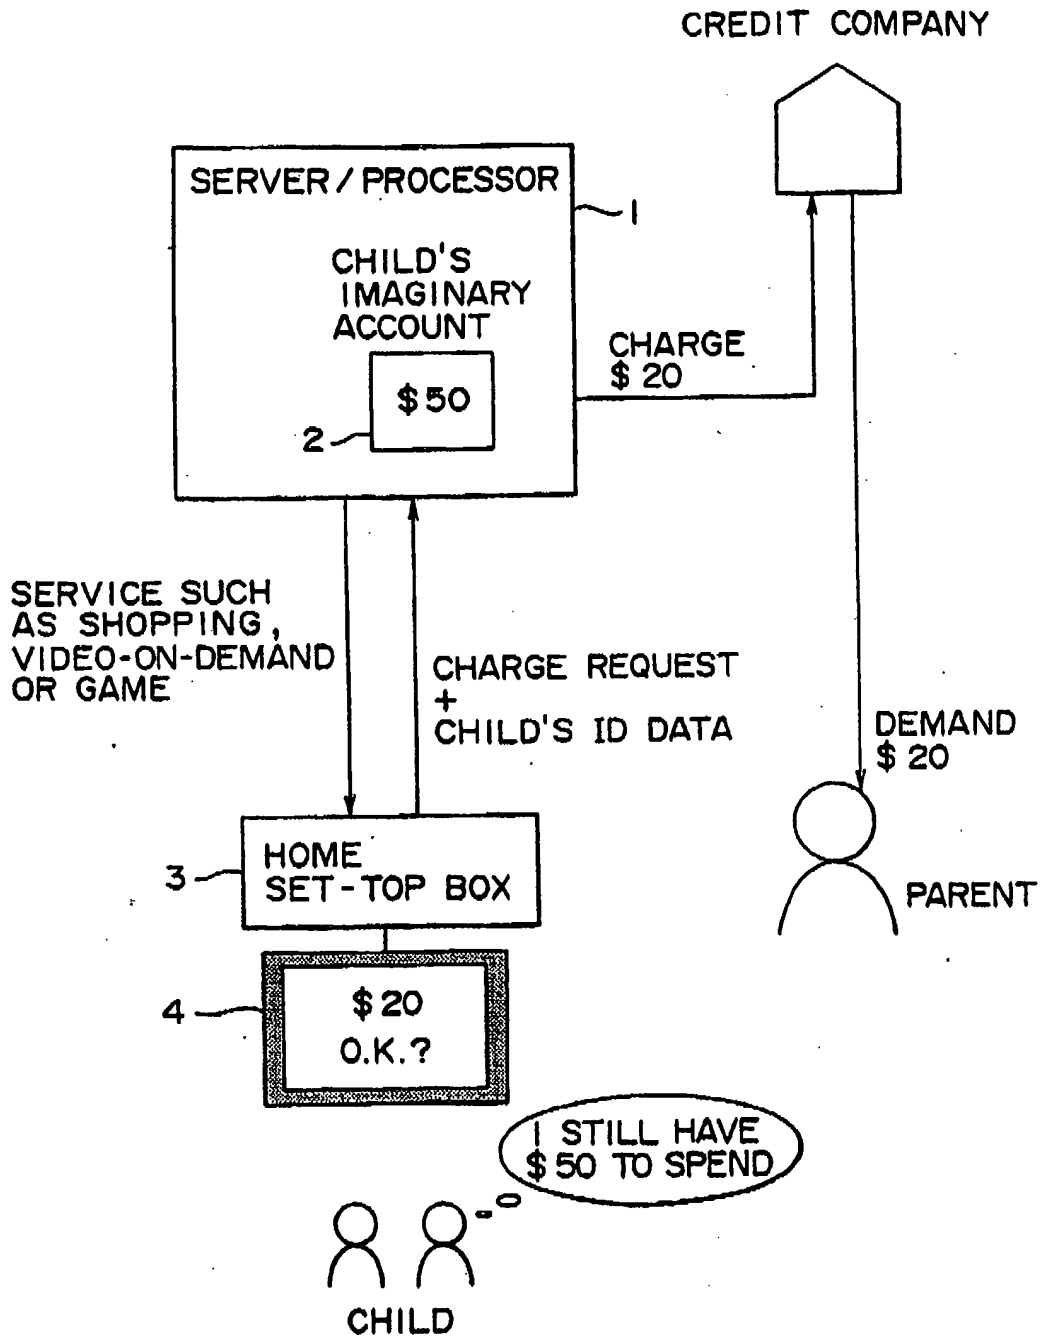 CREDIT COMPANY
SERVER/PROCESSOR
1
CHILD'S
IMAGINARY
ACCOUNT
$50
2
CHARGE
$20
SERVICE SUCH
AS SHOPPING,
VIDEO-ON-DEMAND
OR GAME
CHARGE REQUEST
+
CHILD'S ID DATA
DEMAND
$20
PARENT
3
HOME
SET-TOP BOX
4
$20
O.K.?
I STILL HAVE
$50 TO SPEND
CHILD